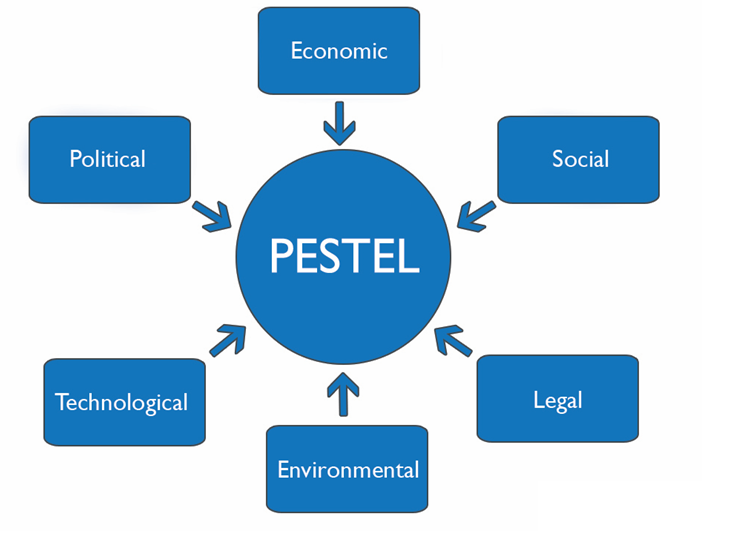 Economic
Political
Social
PESTEL
Technological
Legal
Environmental